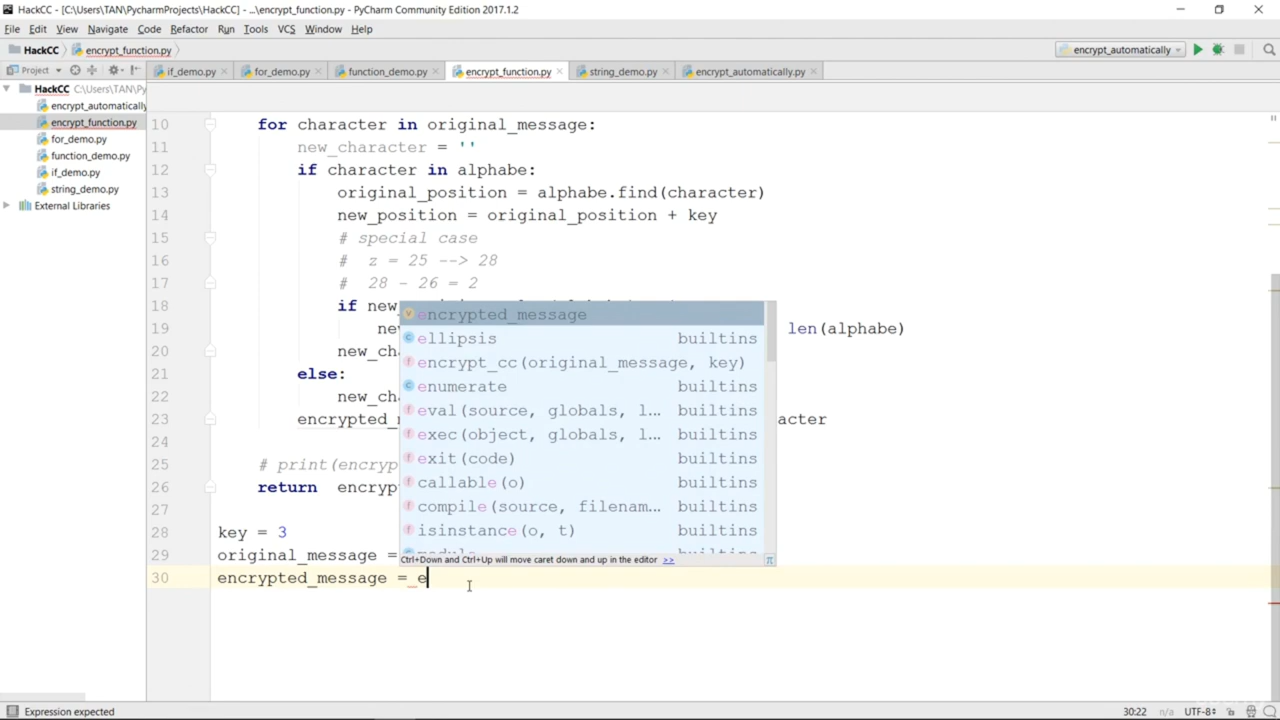 HackCC - [C:\Users\TAN\PycharmProjects\HackCC] - ...\encrypt_function.py - PyCharm Community Edition 2017.1.2
File Edit View Navigate Code Refactor Run Tools VCS Window Help
HackCC encrypt_function.py encrypt_automatically
Project if_demo.py for_demo.py function_demo.py encrypt_function.py string_demo.py encrypt_automatically.py
HackCC C:\Users\TAN\Py
encrypt_automatically
encrypt_function.py
for_demo.py
function_demo.py
if_demo.py
string_demo.py
External Libraries
10 for character in original_message:
11 new_character = ''
12 if character in alphabe:
13 original_position = alphabe.find(character)
14 new_position = original_position + key
15 # special case
16 # z = 25 --> 28
17 # 28 - 26 = 2
18 if new_
19 new len(alphabe)
20 new_cha
21 else:
22 new_cha
23 encrypted_m acter
24
25 # print(encryp
26 return encryp
27
28 key = 3
29 original_message =
30 encrypted_message = e
encrypted_message
ellipsis builtins
encrypt_cc(original_message, key)
enumerate builtins
eval(source, globals, l... builtins
exec(object, globals, l... builtins
exit(code) builtins
callable(o) builtins
compile(source, filenam... builtins
isinstance(o, t) builtins
Ctrl+Down and Ctrl+Up will move caret down and up in the editor >>
Expression expected 30:22 n/a UTF-8